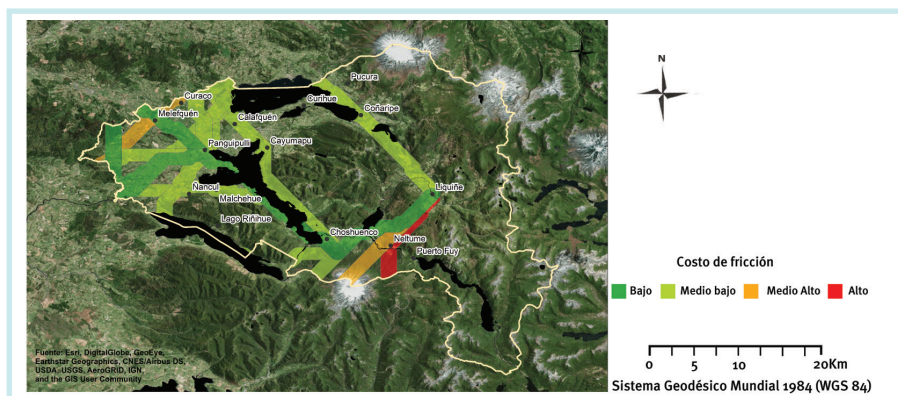 Pucura
Curaco
Cunhue
Coñaripe
Melefquén
Calafquén
Panguipulli
Cayumapu
Ñancul
Malchehue
Liquiñe
Lago Riñihue
Choshuenco
Neltume
Puerto Fuy
Fuente: Esri, DigitalGlobe, GeoEye,
Earthstar Geographics, CNES/Airbus DS,
USDA, USGS, AeroGRID, IGN,
and the GIS User Community
N
Costo de fricción
Bajo Medio bajo Medio Alto Alto
0 5 10 20Km
Sistema Geodésico Mundial 1984 (WGS 84)